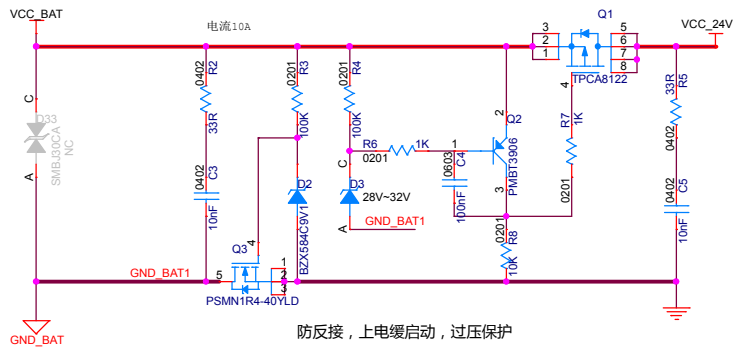 VCC_BAT
电流10A
Q1
VCC_24V
3
2
1
5
6
7
8
4
TPCA8122
0402
R2
33R
0201
R3
100K
0201
R4
100K
R6
0201
1K
1
2
3
Q2
PMBT3906
R7
1K
0201
33R
R5
0402
C
D33
SMBJ30CA
NC
A
0402
C3
10nF
D2
BZX584C9V1
C
D3
A
28V~32V
GND_BAT1
0603
C4
100nF
0201
R8
10K
0402
C5
10nF
Q3
4
GND_BAT1
5
1
2
3
PSMN1R4-40YLD
GND_BAT
防反接，上电缓启动，过压保护